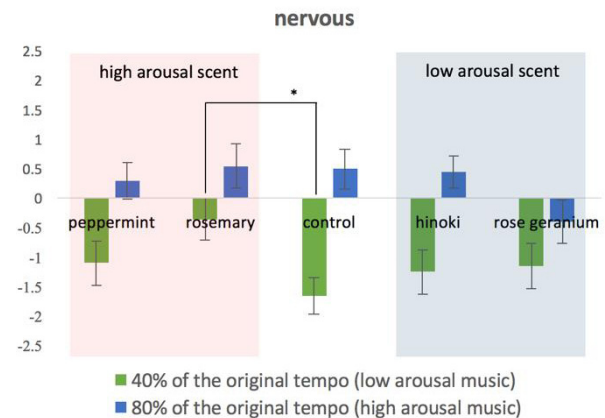 nervous
2.5
2
1.5
1
0.5
0
-0.5
-1
-1.5
-2
-2.5
high arousal scent
*
low arousal scent
peppermint
rosemary
control
hinoki
rose geranium
40% of the original tempo (low arousal music)
80% of the original tempo (high arousal music)